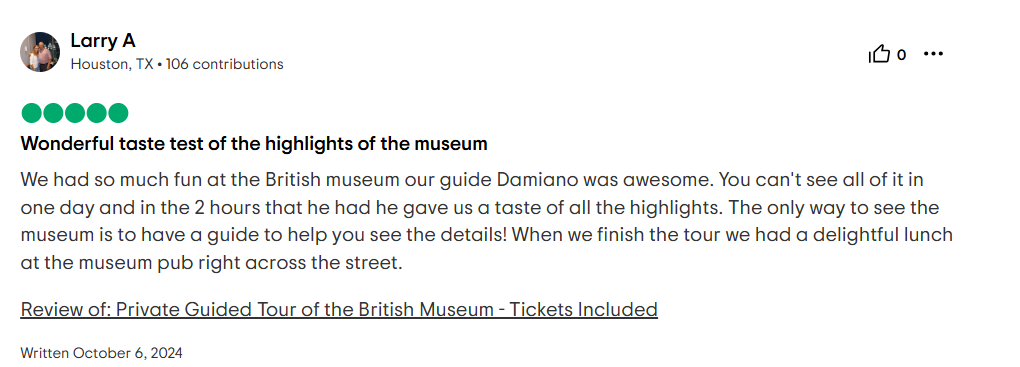 Larry A
Houston, TX • 106 contributions
0
Wonderful taste test of the highlights of the museum
We had so much fun at the British museum our guide Damiano was awesome. You can't see all of it in
one day and in the 2 hours that he had he gave us a taste of all the highlights. The only way to see the
museum is to have a guide to help you see the details! When we finish the tour we had a delightful lunch
at the museum pub right across the street.
Review of: Private Guided Tour of the British Museum - Tickets Included
Written October 6, 2024